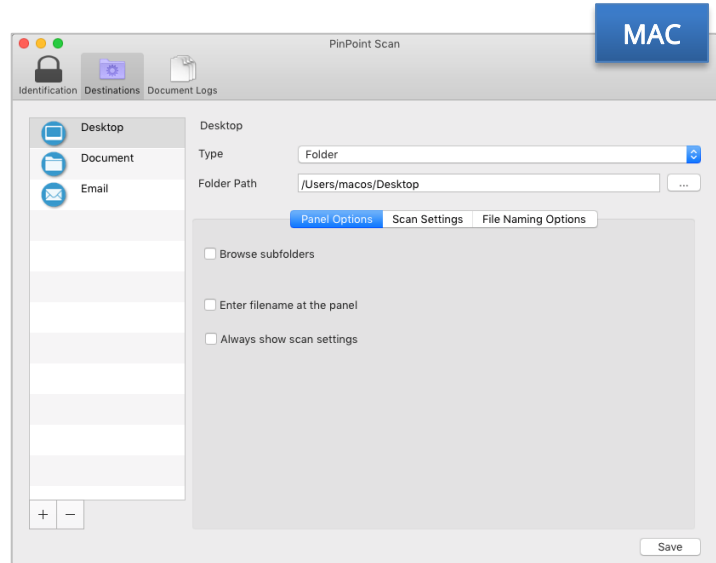 MAC
PinPoint Scan
Identification Destinations Document Logs
Desktop
Document
Email
Desktop
Type Folder
Folder Path /Users/macos/Desktop ...
Panel Options Scan Settings File Naming Options
Browse subfolders
Enter filename at the panel
Always show scan settings
+ −
Save